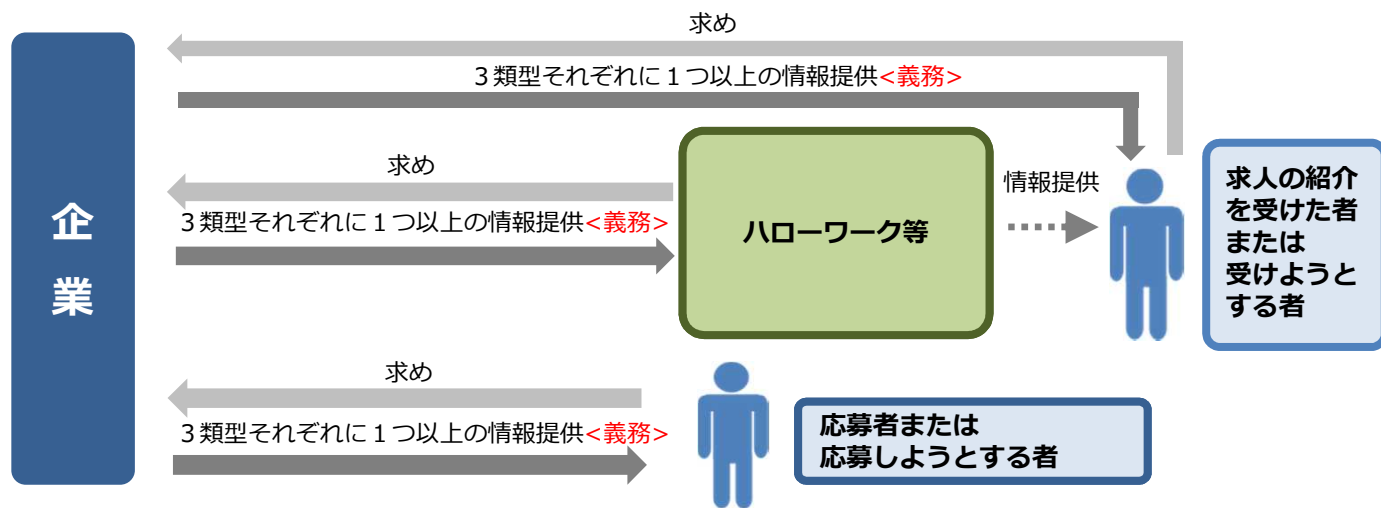 求め
３類型それぞれに１つ以上の情報提供<義務>
企
業
求め
３類型それぞれに１つ以上の情報提供<義務>
ハローワーク等
情報提供
求人の紹介
を受けた者
または
受けようと
する者
求め
３類型それぞれに１つ以上の情報提供<義務>
応募者または
応募しようとする者